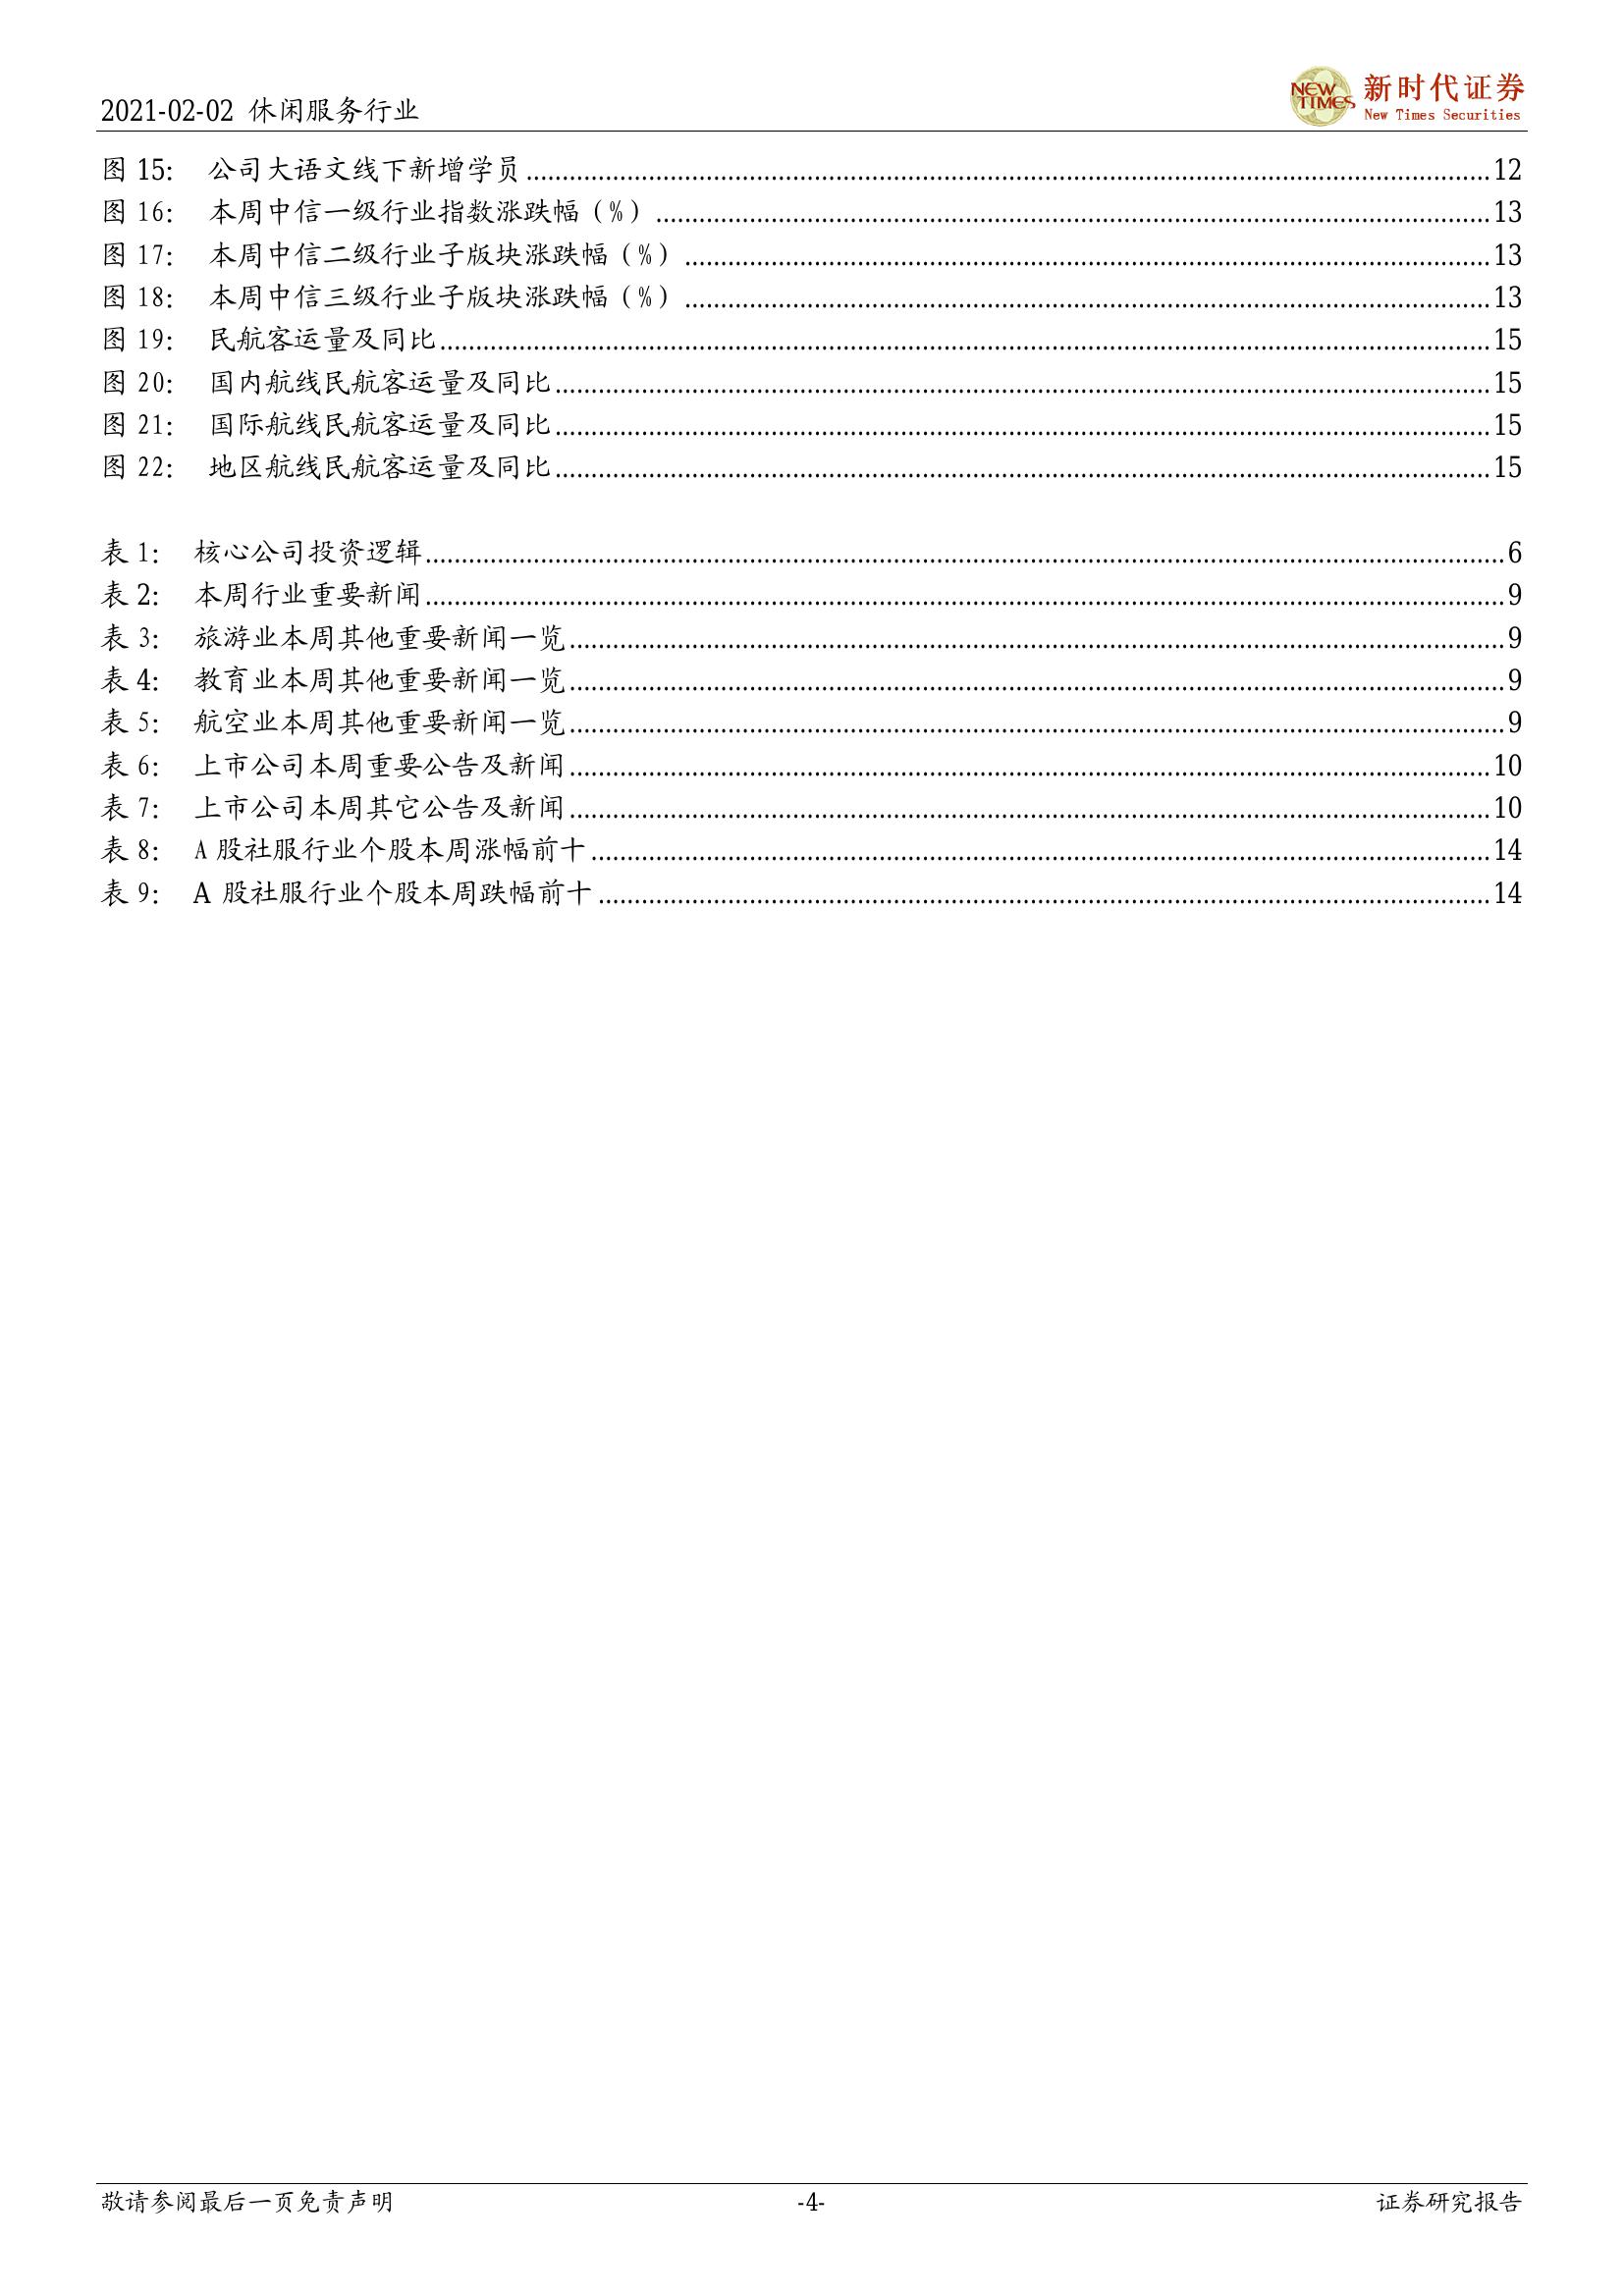 2021-02-02 休闲服务行业
NEW TIMES 新时代证券
New Times Securities
图 15: 公司大语文线下新增学员 12
图 16: 本周中信一级行业指数涨跌幅（%） 13
图 17: 本周中信二级行业子版块涨跌幅（%） 13
图 18: 本周中信三级行业子版块涨跌幅（%） 13
图 19: 民航客运量及同比 15
图 20: 国内航线民航客运量及同比 15
图 21: 国际航线民航客运量及同比 15
图 22: 地区航线民航客运量及同比 15
表 1: 核心公司投资逻辑 6
表 2: 本周行业重要新闻 9
表 3: 旅游业本周其他重要新闻一览 9
表 4: 教育业本周其他重要新闻一览 9
表 5: 航空业本周其他重要新闻一览 9
表 6: 上市公司本周重要公告及新闻 10
表 7: 上市公司本周其它公告及新闻 10
表 8: A 股社服行业个股本周涨幅前十 14
表 9: A 股社服行业个股本周跌幅前十 14
敬请参阅最后一页免责声明 -4- 证券研究报告